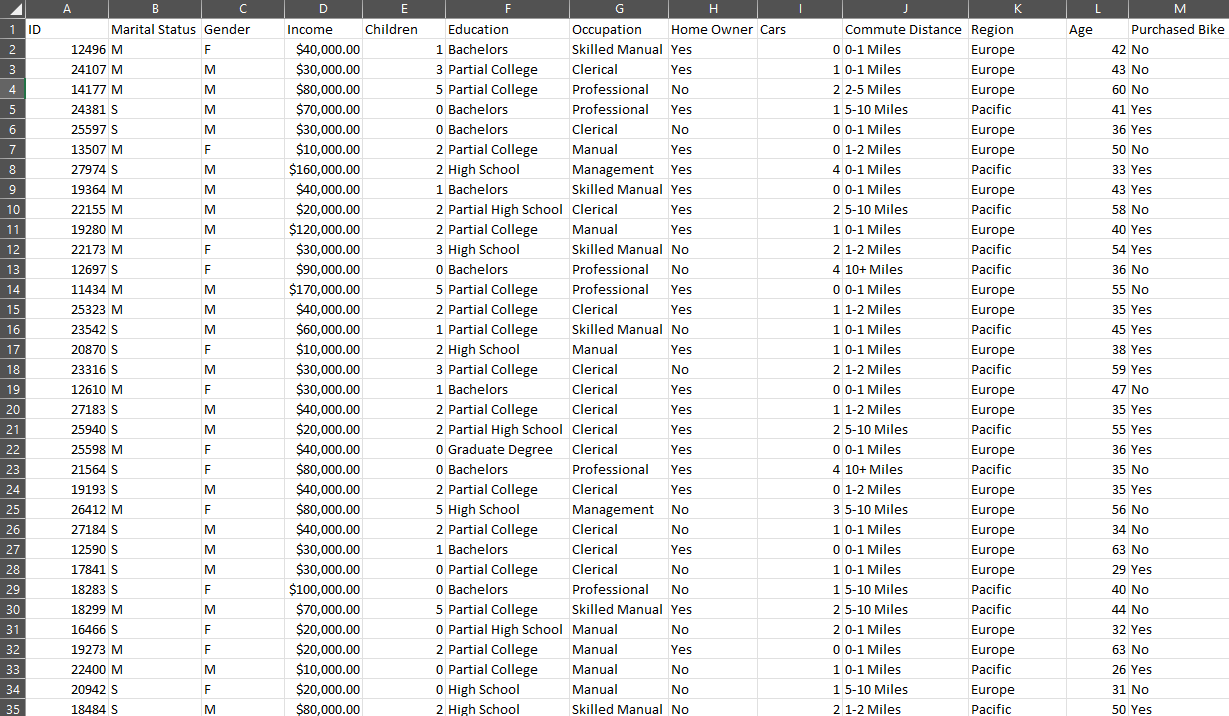 A B C D E F G H I J K L M
1 ID Marital Status Gender Income Children Education Occupation Home Owner Cars Commute Distance Region Age Purchased Bike
2 12496 M F $40,000.00 1 Bachelors Skilled Manual Yes 0 0-1 Miles Europe 42 No
3 24107 M M $30,000.00 3 Partial College Clerical Yes 1 0-1 Miles Europe 43 No
4 14177 M M $80,000.00 5 Partial College Professional No 2 2-5 Miles Europe 60 No
5 24381 S M $70,000.00 0 Bachelors Professional Yes 1 5-10 Miles Pacific 41 Yes
6 25597 S M $30,000.00 0 Bachelors Clerical No 0 0-1 Miles Europe 36 Yes
7 13507 M F $10,000.00 2 Partial College Manual Yes 0 1-2 Miles Europe 50 No
8 27974 S M $160,000.00 2 High School Management Yes 4 0-1 Miles Pacific 33 Yes
9 19364 M M $40,000.00 1 Bachelors Skilled Manual Yes 0 0-1 Miles Europe 43 Yes
10 22155 M M $20,000.00 2 Partial High School Clerical Yes 2 5-10 Miles Pacific 58 No
11 19280 M M $120,000.00 2 Partial College Manual Yes 1 0-1 Miles Europe 40 Yes
12 22173 M F $30,000.00 3 High School Skilled Manual No 2 1-2 Miles Pacific 54 Yes
13 12697 S F $90,000.00 0 Bachelors Professional No 4 10+ Miles Pacific 36 No
14 11434 M M $170,000.00 5 Partial College Professional Yes 0 0-1 Miles Europe 55 No
15 25323 M M $40,000.00 2 Partial College Clerical Yes 1 1-2 Miles Europe 35 Yes
16 23542 S M $60,000.00 1 Partial College Skilled Manual No 1 0-1 Miles Pacific 45 Yes
17 20870 S F $10,000.00 2 High School Manual Yes 1 0-1 Miles Europe 38 Yes
18 23316 S M $30,000.00 3 Partial College Clerical No 2 1-2 Miles Pacific 59 Yes
19 12610 M F $30,000.00 1 Bachelors Clerical Yes 0 0-1 Miles Europe 47 No
20 27183 S M $40,000.00 2 Partial College Clerical Yes 1 1-2 Miles Europe 35 Yes
21 25940 S M $20,000.00 2 Partial High School Clerical Yes 2 5-10 Miles Pacific 55 Yes
22 25598 M F $40,000.00 0 Graduate Degree Clerical Yes 0 0-1 Miles Europe 36 Yes
23 21564 S F $80,000.00 0 Bachelors Professional Yes 4 10+ Miles Pacific 35 No
24 19193 S M $40,000.00 2 Partial College Clerical Yes 0 1-2 Miles Europe 35 Yes
25 26412 M F $80,000.00 5 High School Management No 3 5-10 Miles Europe 56 No
26 27184 S M $40,000.00 2 Partial College Clerical No 1 0-1 Miles Europe 34 No
27 12590 S M $30,000.00 1 Bachelors Clerical Yes 0 0-1 Miles Europe 63 No
28 17841 S M $30,000.00 0 Partial College Clerical No 1 0-1 Miles Europe 29 Yes
29 18283 S F $100,000.00 0 Bachelors Professional No 1 5-10 Miles Pacific 40 No
30 18299 M M $70,000.00 5 Partial College Skilled Manual Yes 2 5-10 Miles Pacific 44 No
31 16466 S F $20,000.00 0 Partial High School Manual No 2 0-1 Miles Europe 32 Yes
32 19273 M F $20,000.00 2 Partial College Manual Yes 0 0-1 Miles Europe 63 No
33 22400 M M $10,000.00 0 Partial College Manual No 1 0-1 Miles Pacific 26 Yes
34 20942 S F $20,000.00 0 High School Manual No 1 5-10 Miles Europe 31 No
35 18484 S M $80,000.00 2 High School Skilled Manual No 2 1-2 Miles Pacific 50 Yes